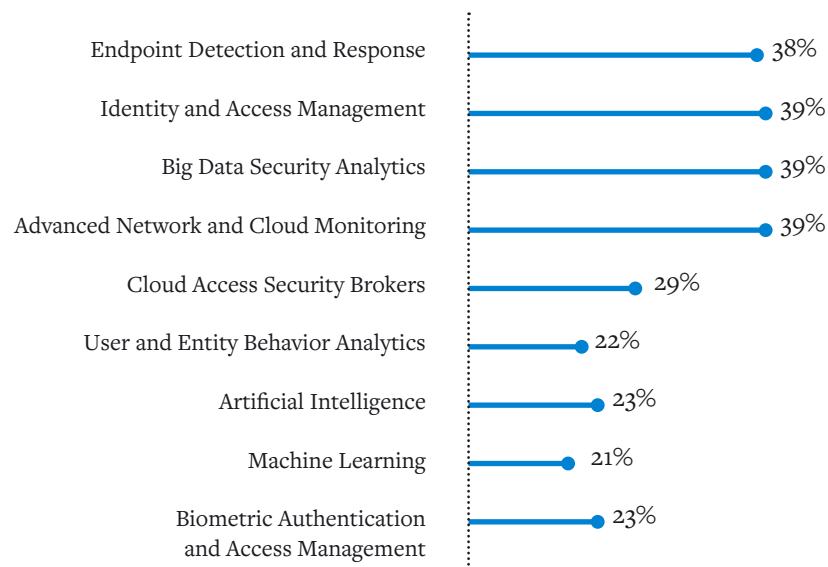 Endpoint Detection and Response 38%
Identity and Access Management 39%
Big Data Security Analytics 39%
Advanced Network and Cloud Monitoring 39%
Cloud Access Security Brokers 29%
User and Entity Behavior Analytics 22%
Artificial Intelligence 23%
Machine Learning 21%
Biometric Authentication 23%
and Access Management